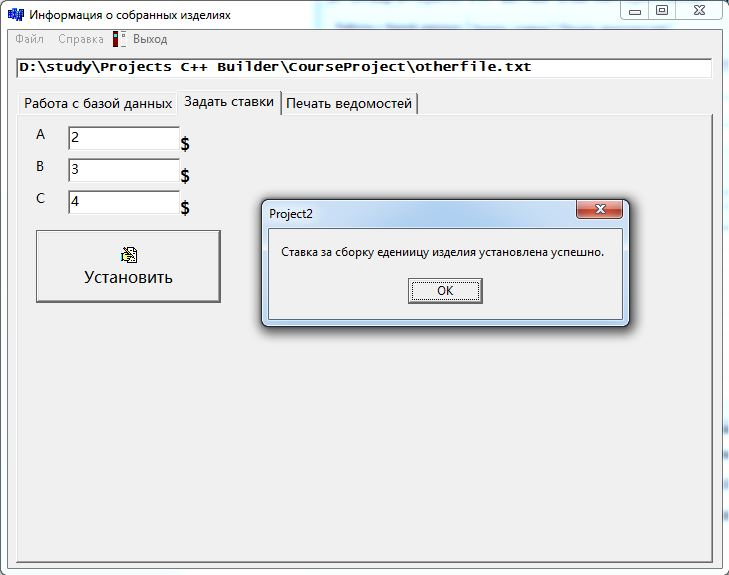 Информация о собранных изделиях
Файл Справка Выход
D:\study\Projects C++ Builder\CourseProject\otherfile.txt
Работа с базой данных Задать ставки Печать ведомостей
A 2 $
B 3 $
C 4 $
Установить
Project2
Ставка за сборку едениицу изделия установлена успешно.
OK